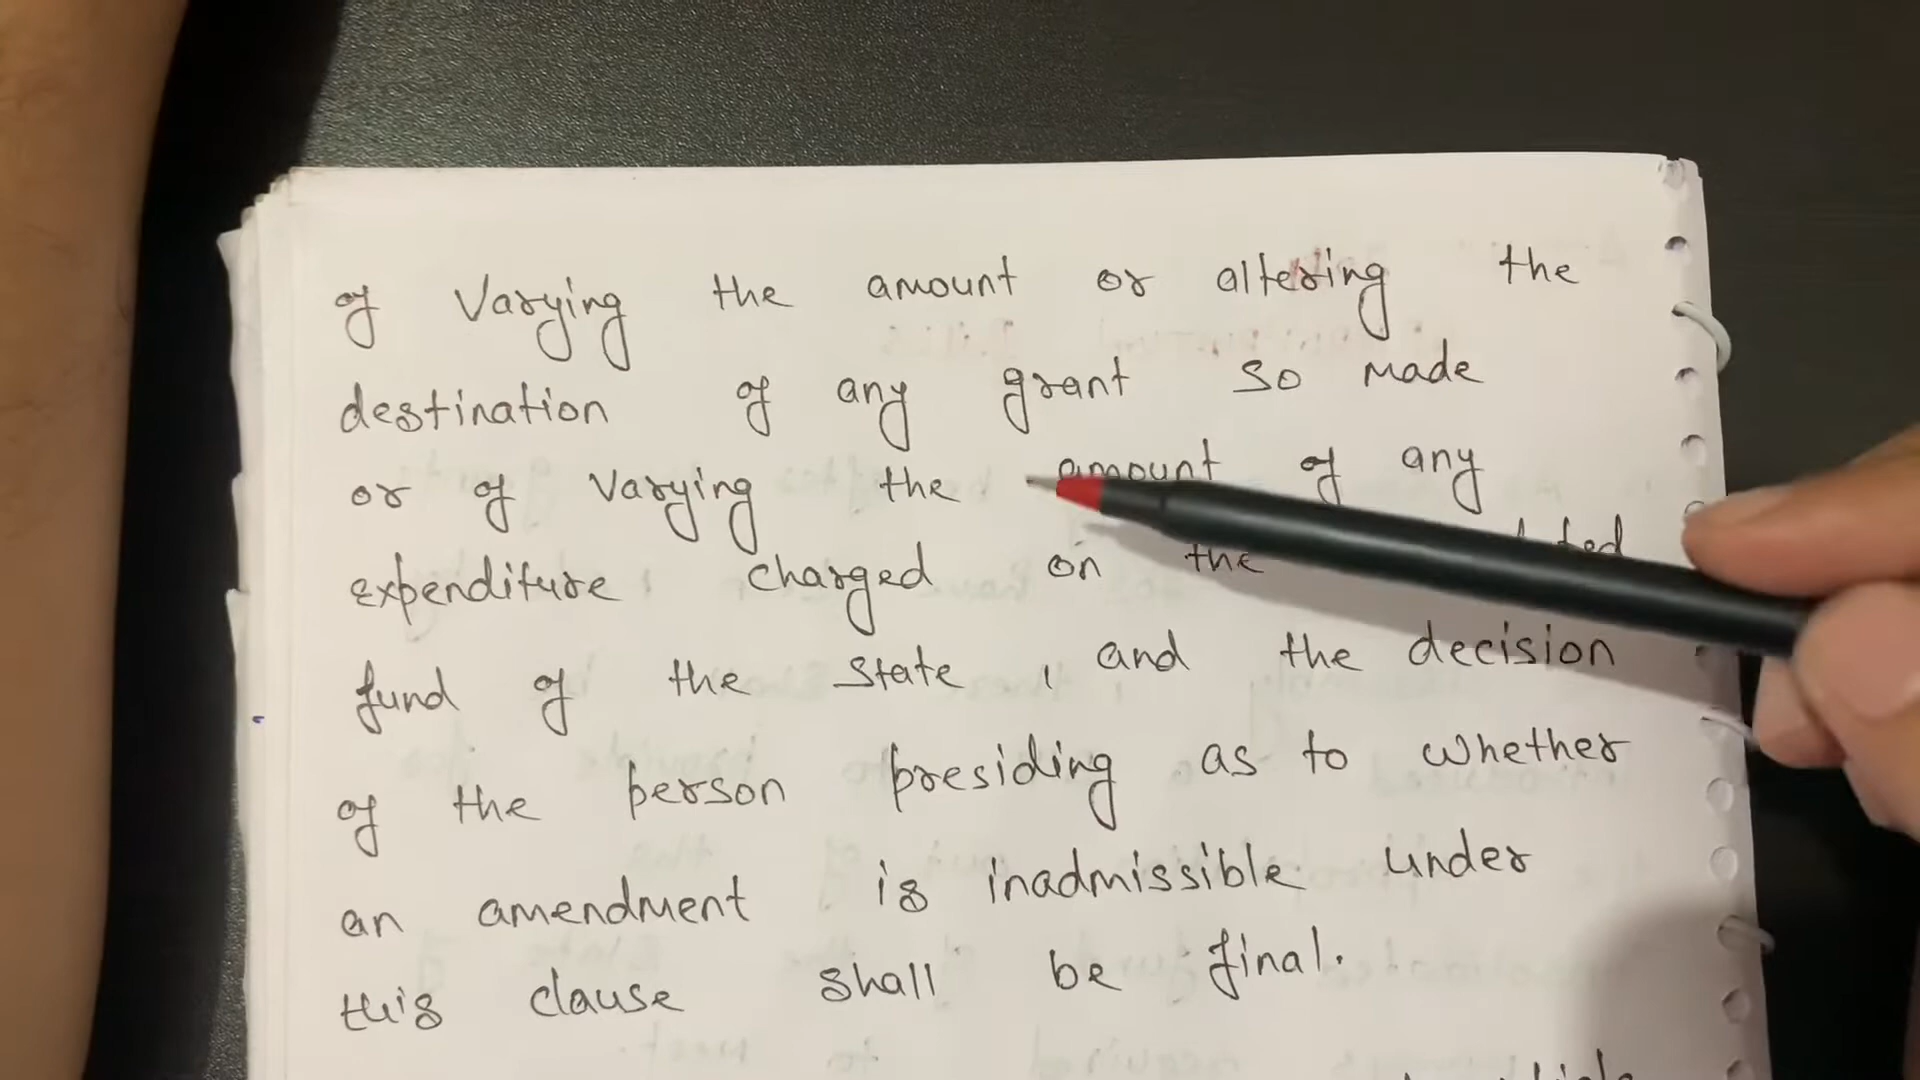 of varying the amount or altering the
destination of any grant so made
or of varying the amount of any
expenditure charged on the
fund of the state, and the decision
of the person presiding as to whether
an amendment is inadmissible under
this clause shall be final.